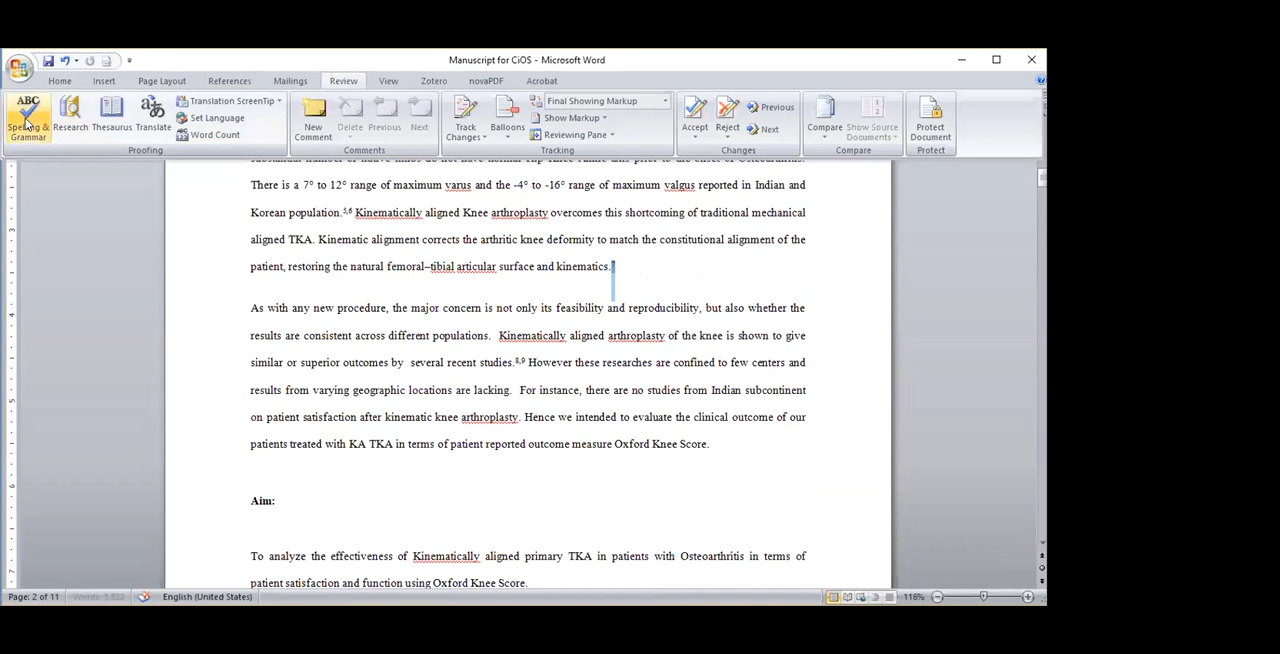 Manuscript for CiOS - Microsoft Word
Home Insert Page Layout References Mailings Review View Zotero novaPDF Acrobat
ABC Spelling & Grammar
Research
Thesaurus
Translate
Translation ScreenTip
Set Language
Word Count
Proofing
New Comment
Delete
Previous
Next
Comments
Track Changes
Balloons
Final Showing Markup
Show Markup
Reviewing Pane
Tracking
Accept
Reject
Previous
Next
Changes
Compare
Show Source Documents
Compare
Protect Document
Protect
There is a 7° to 12° range of maximum varus and the -4° to -16° range of maximum valgus reported in Indian and
Korean population.5,6 Kinematically aligned Knee arthroplasty overcomes this shortcoming of traditional mechanical
aligned TKA. Kinematic alignment corrects the arthritic knee deformity to match the constitutional alignment of the
patient, restoring the natural femoral–tibial articular surface and kinematics.
As with any new procedure, the major concern is not only its feasibility and reproducibility, but also whether the
results are consistent across different populations. Kinematically aligned arthroplasty of the knee is shown to give
similar or superior outcomes by several recent studies.8,9 However these researches are confined to few centers and
results from varying geographic locations are lacking. For instance, there are no studies from Indian subcontinent
on patient satisfaction after kinematic knee arthroplasty. Hence we intended to evaluate the clinical outcome of our
patients treated with KA TKA in terms of patient reported outcome measure Oxford Knee Score.
Aim:
To analyze the effectiveness of Kinematically aligned primary TKA in patients with Osteoarthritis in terms of
patient satisfaction and function using Oxford Knee Score.
Page: 2 of 11 Words: 3,822 English (United States) 116%